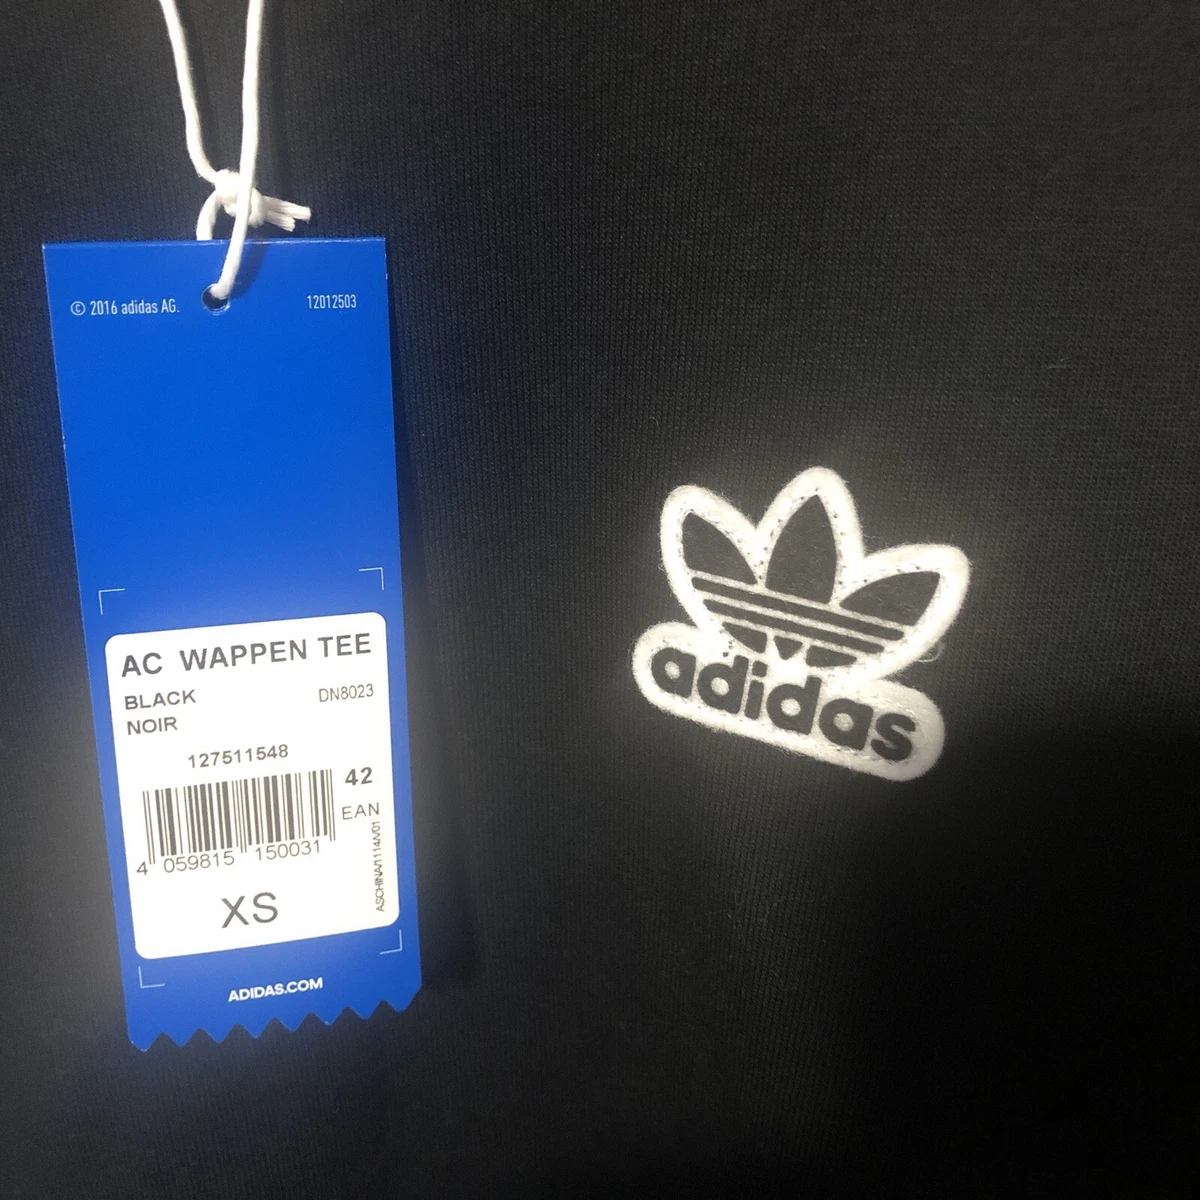 © 2016 adidas AG. 12012503
AC WAPPEN TEE
BLACK DN8023
NOIR
127511548
42
EAN
4 059815 150031
XS
ADIDAS.COM
adidas